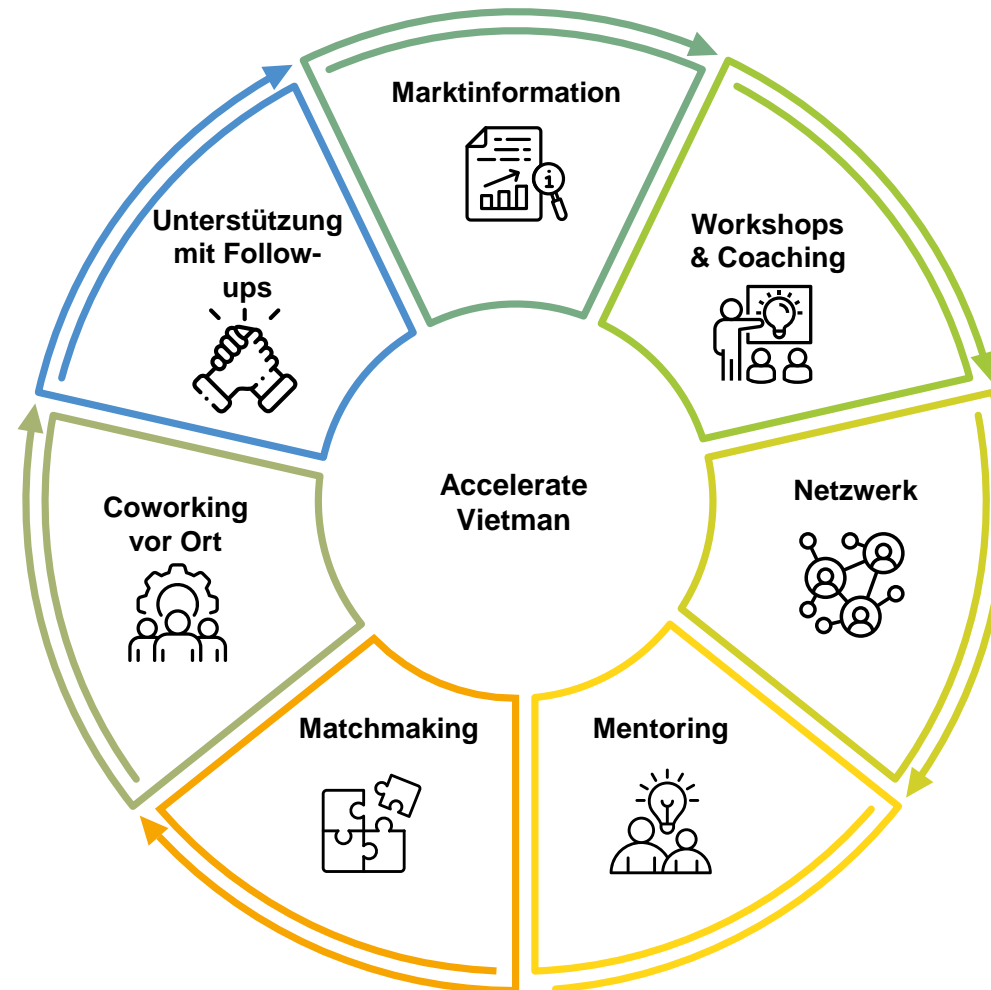 Marktinformation
Workshops
& Coaching
Netzwerk
Mentoring
Matchmaking
Coworking
vor Ort
Unterstützung
mit Follow-
ups
Accelerate
Vietman
i